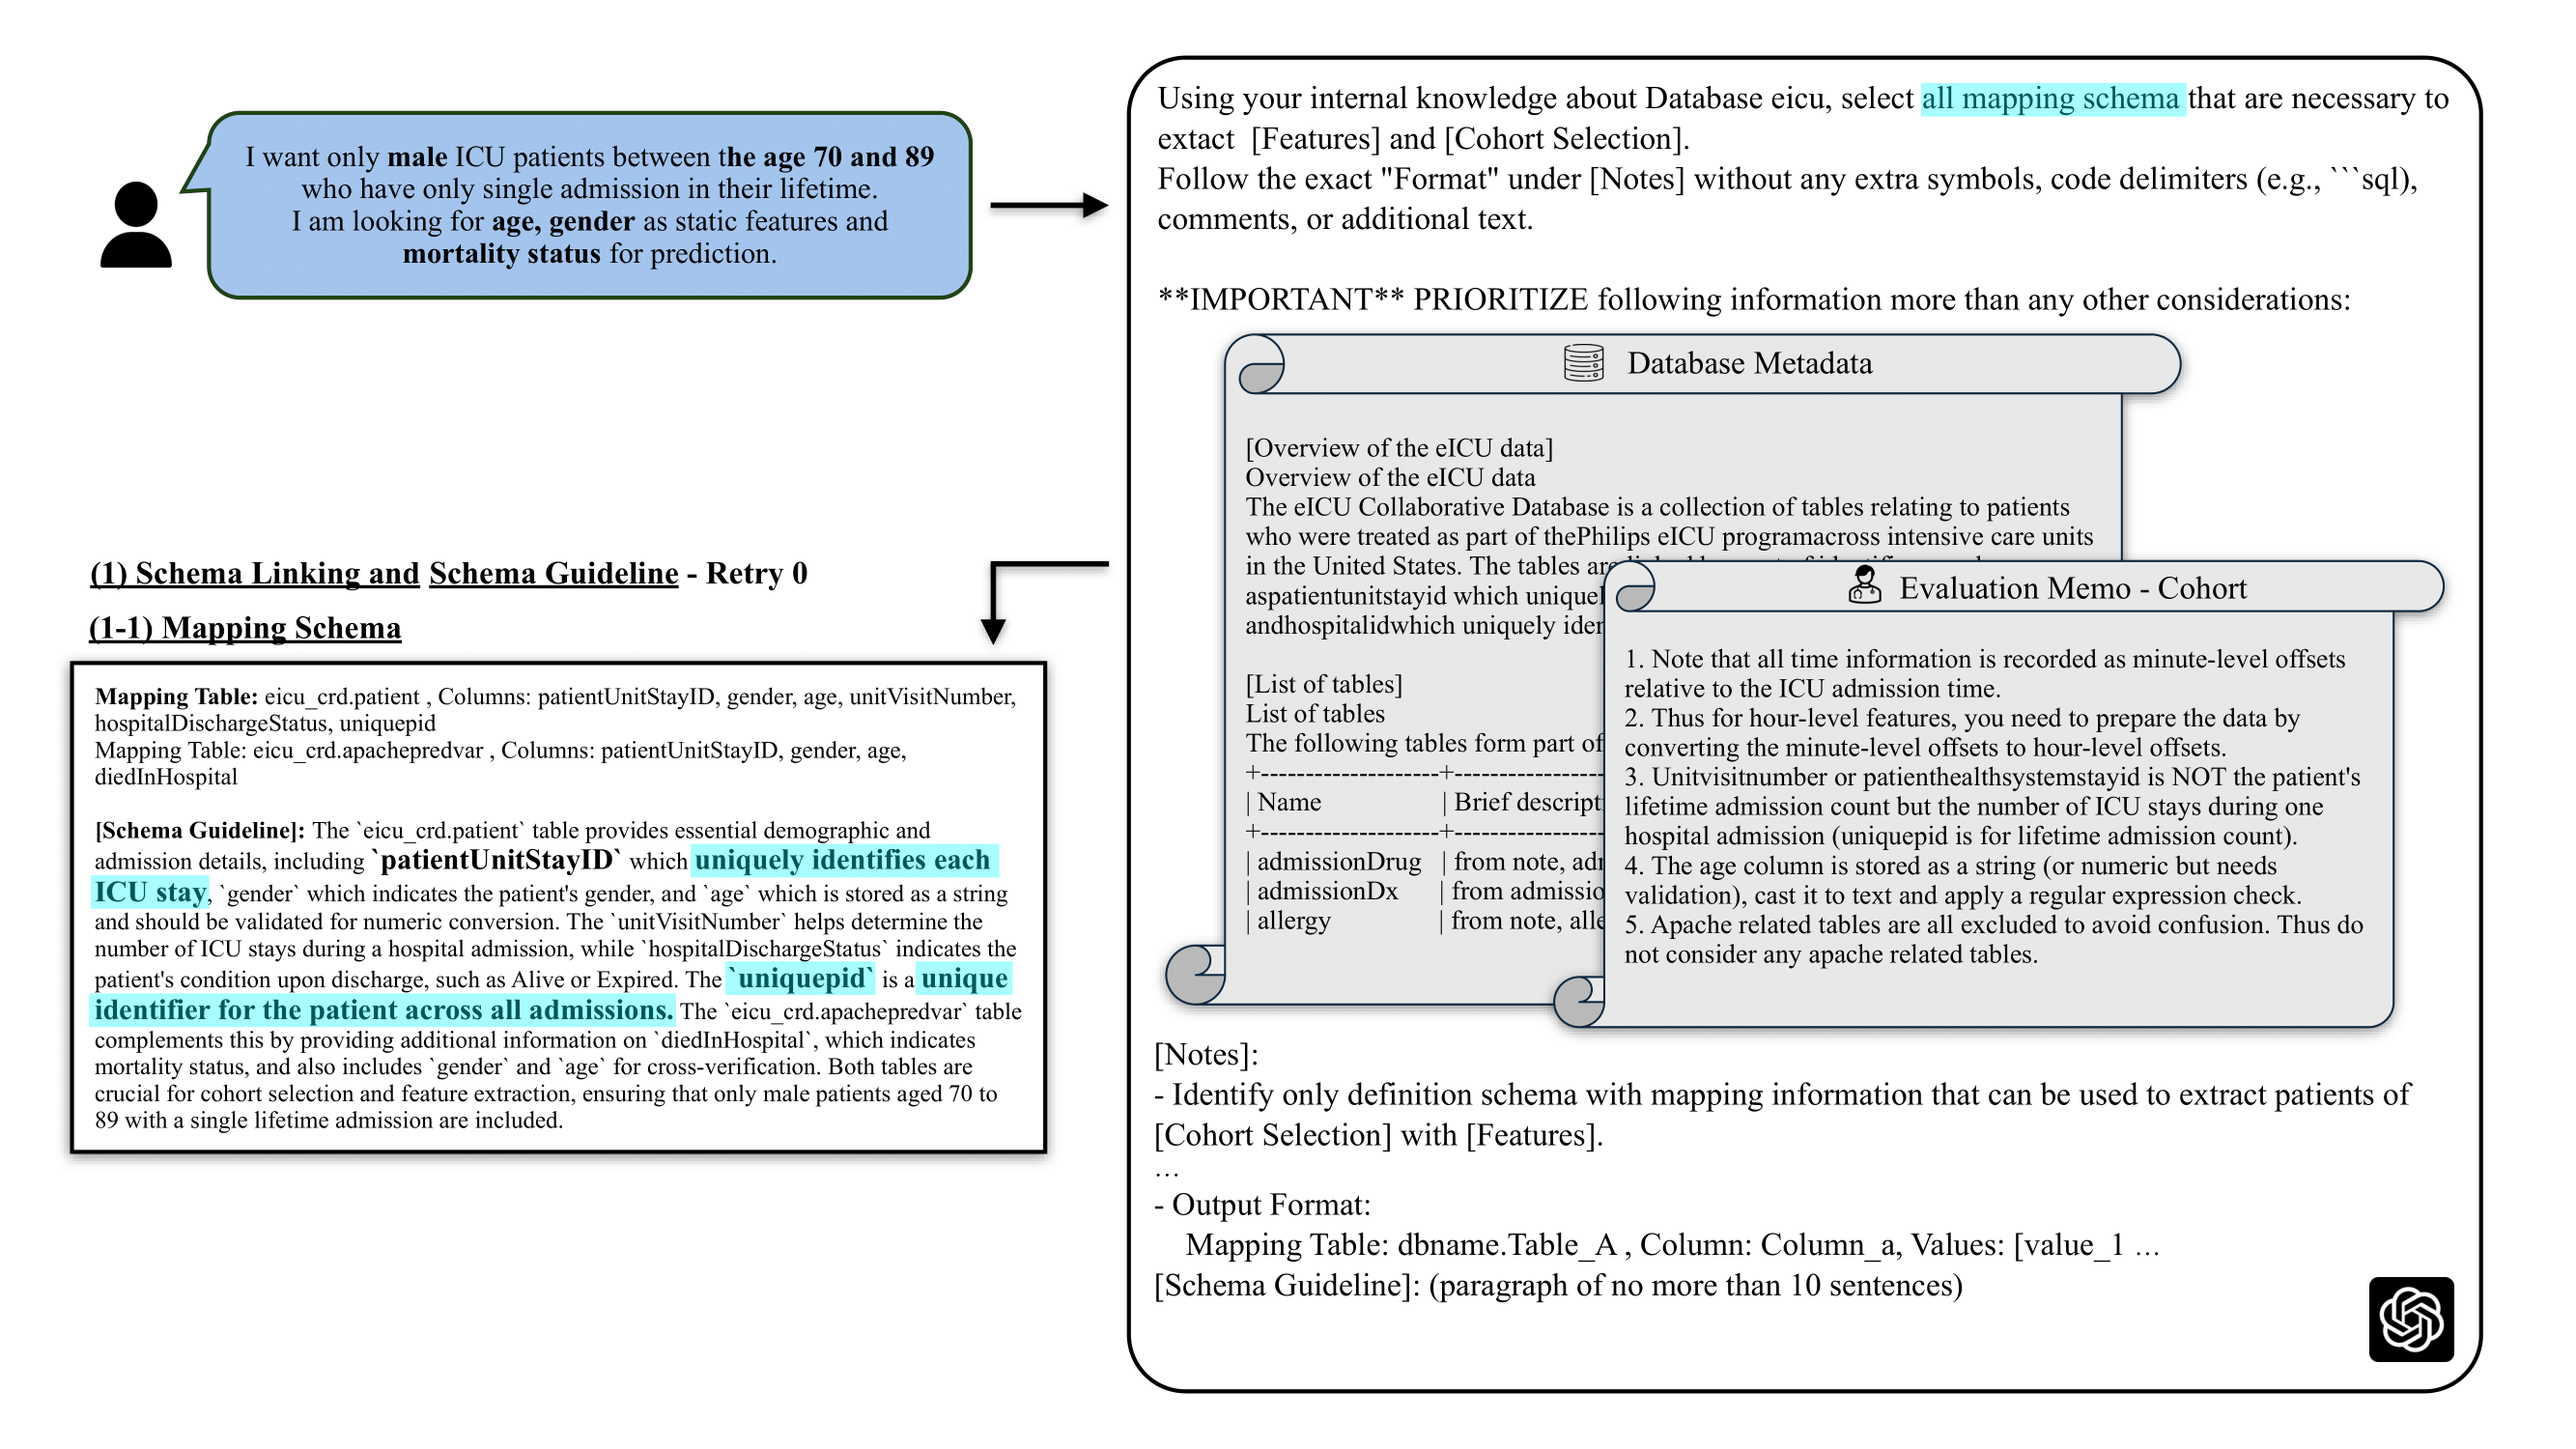 I want only male ICU patients between the age 70 and 89
who have only single admission in their lifetime.
I am looking for age, gender as static features and
mortality status for prediction.
Using your internal knowledge about Database eicu, select all mapping schema that are necessary to
extact [Features] and [Cohort Selection].
Follow the exact "Format" under [Notes] without any extra symbols, code delimiters (e.g., ```sql),
comments, or additional text.
**IMPORTANT** PRIORITIZE following information more than any other considerations:
Database Metadata
[Overview of the eICU data]
Overview of the eICU data
The eICU Collaborative Database is a collection of tables relating to patients
who were treated as part of thePhilips eICU programacross intensive care units
in the United States. The tables are
aspatientunitstayid which
andhospitalidwhich uniquely
[List of tables]
List of tables
The following tables form part of
+---------------------+-----------------
| Name | Brief
+---------------------+-----------------
| admissionDrug | from note,
| admissionDx | from
| allergy | from note,
Evaluation Memo - Cohort
1. Note that all time information is recorded as minute-level offsets
relative to the ICU admission time.
2. Thus for hour-level features, you need to prepare the data by
converting the minute-level offsets to hour-level offsets.
3. Unitvisitnumber or patienthealthsystemstayid is NOT the patient's
lifetime admission count but the number of ICU stays during one
hospital admission (uniquepid is for lifetime admission count).
4. The age column is stored as a string (or numeric but needs
validation), cast it to text and apply a regular expression check.
5. Apache related tables are all excluded to avoid confusion. Thus do
not consider any apache related tables.
[Notes]:
- Identify only definition schema with mapping information that can be used to extract patients of
[Cohort Selection] with [Features].
…
- Output Format:
Mapping Table: dbname.Table_A , Column: Column_a, Values: [value_1 …
[Schema Guideline]: (paragraph of no more than 10 sentences)
(1) Schema Linking and Schema Guideline - Retry 0
(1-1) Mapping Schema
Mapping Table: eicu_crd.patient , Columns: patientUnitStayID, gender, age, unitVisitNumber,
hospitalDischargeStatus, uniquepid
Mapping Table: eicu_crd.apachepredvar , Columns: patientUnitStayID, gender, age,
diedInHospital
[Schema Guideline]: The `eicu_crd.patient` table provides essential demographic and
admission details, including `patientUnitStayID` which uniquely identifies each
ICU stay, `gender` which indicates the patient's gender, and `age` which is stored as a string
and should be validated for numeric conversion. The `unitVisitNumber` helps determine the
number of ICU stays during a hospital admission, while `hospitalDischargeStatus` indicates the
patient's condition upon discharge, such as Alive or Expired. The `uniquepid` is a unique
identifier for the patient across all admissions. The `eicu_crd.apachepredvar` table
complements this by providing additional information on `diedInHospital`, which indicates
mortality status, and also includes `gender` and `age` for cross-verification. Both tables are
crucial for cohort selection and feature extraction, ensuring that only male patients aged 70 to
89 with a single lifetime admission are included.